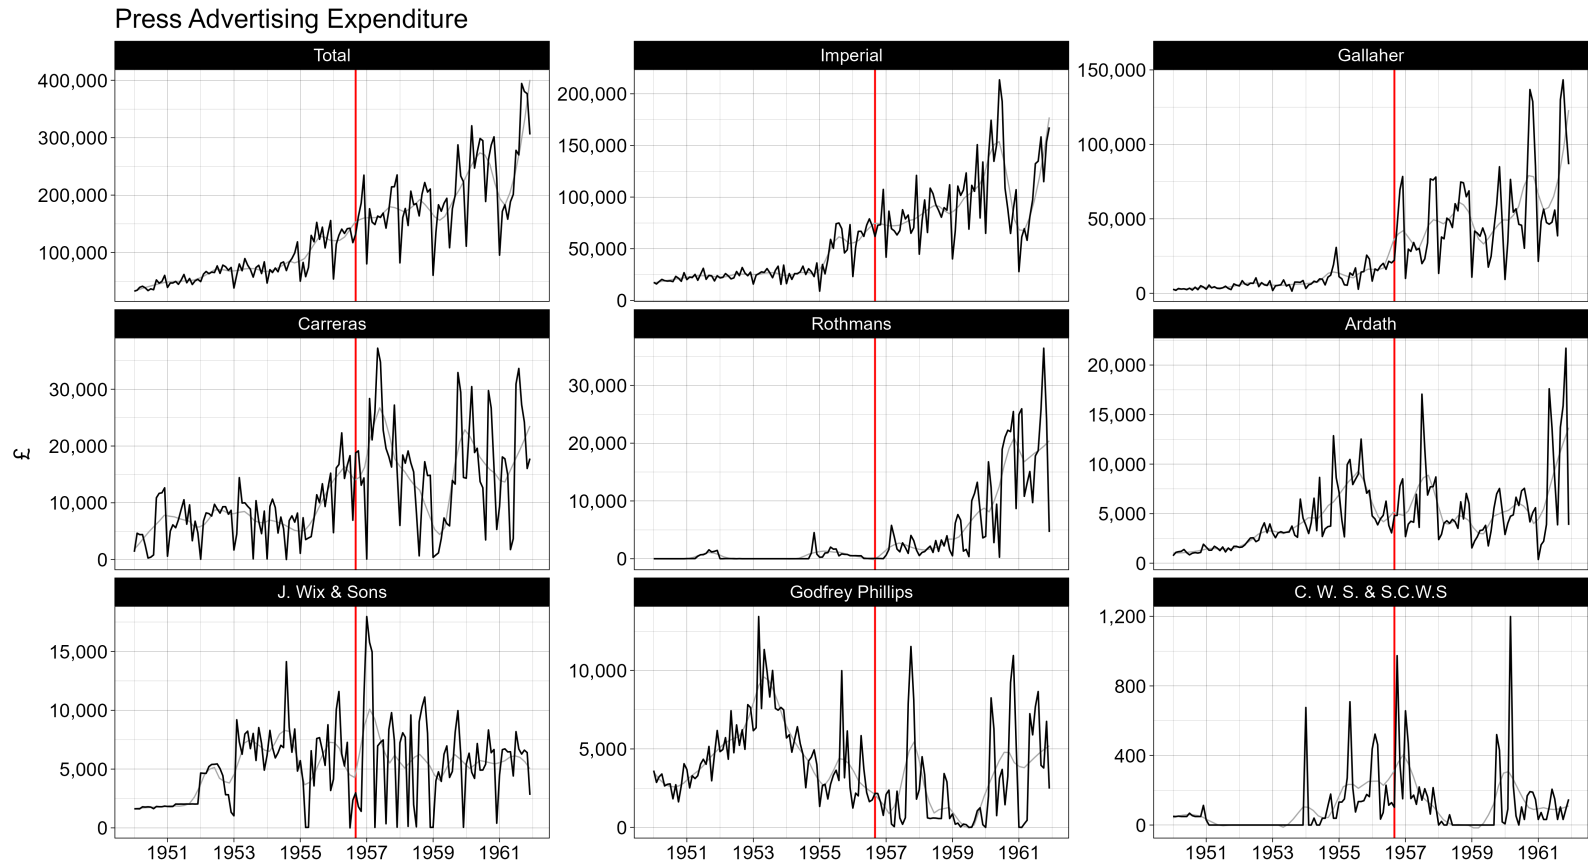 Press Advertising Expenditure
Total
Imperial
Gallaher
400,000
300,000
200,000
100,000
200,000
150,000
100,000
50,000
0
150,000
100,000
50,000
0
Carreras
Rothmans
Ardath
£
30,000
20,000
10,000
0
30,000
20,000
10,000
0
20,000
15,000
10,000
5,000
0
J. Wix & Sons
Godfrey Phillips
C. W. S. & S.C.W.S
15,000
10,000
5,000
0
10,000
5,000
0
1,200
800
400
0
1951 1953 1955 1957 1959 1961
1951 1953 1955 1957 1959 1961
1951 1953 1955 1957 1959 1961